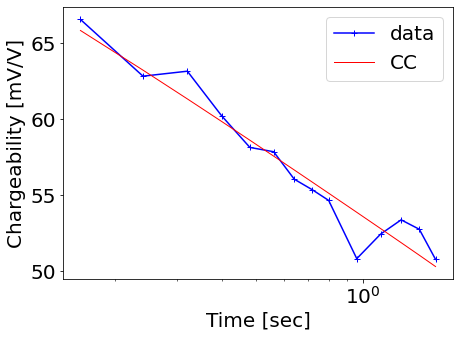 data
CC
65
60
55
50
Chargeability [mV/V]
10⁰
Time [sec]